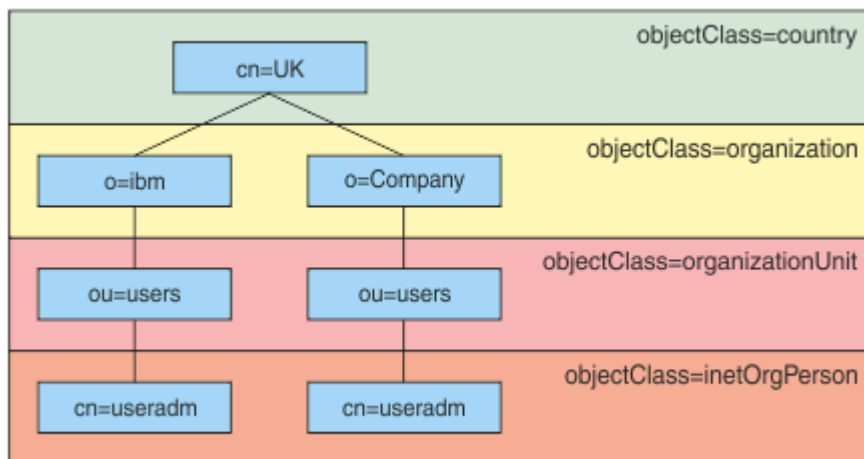 objectClass=country
cn=UK
objectClass=organization
o=ibm
o=Company
objectClass=organizationUnit
ou=users
ou=users
objectClass=inetOrgPerson
cn=useradm
cn=useradm